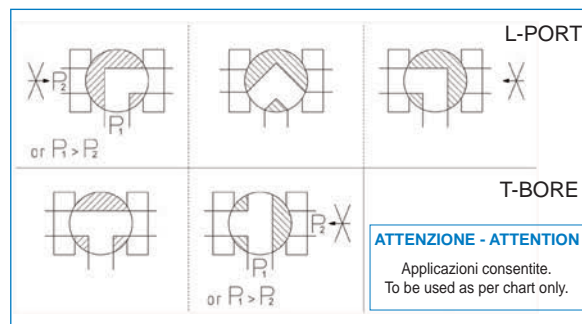 L-PORT
P2
P1
or P1 > P2
T-BORE
P2
P1
or P1 > P2
ATTENZIONE - ATTENTION
Applicazioni consentite.
To be used as per chart only.